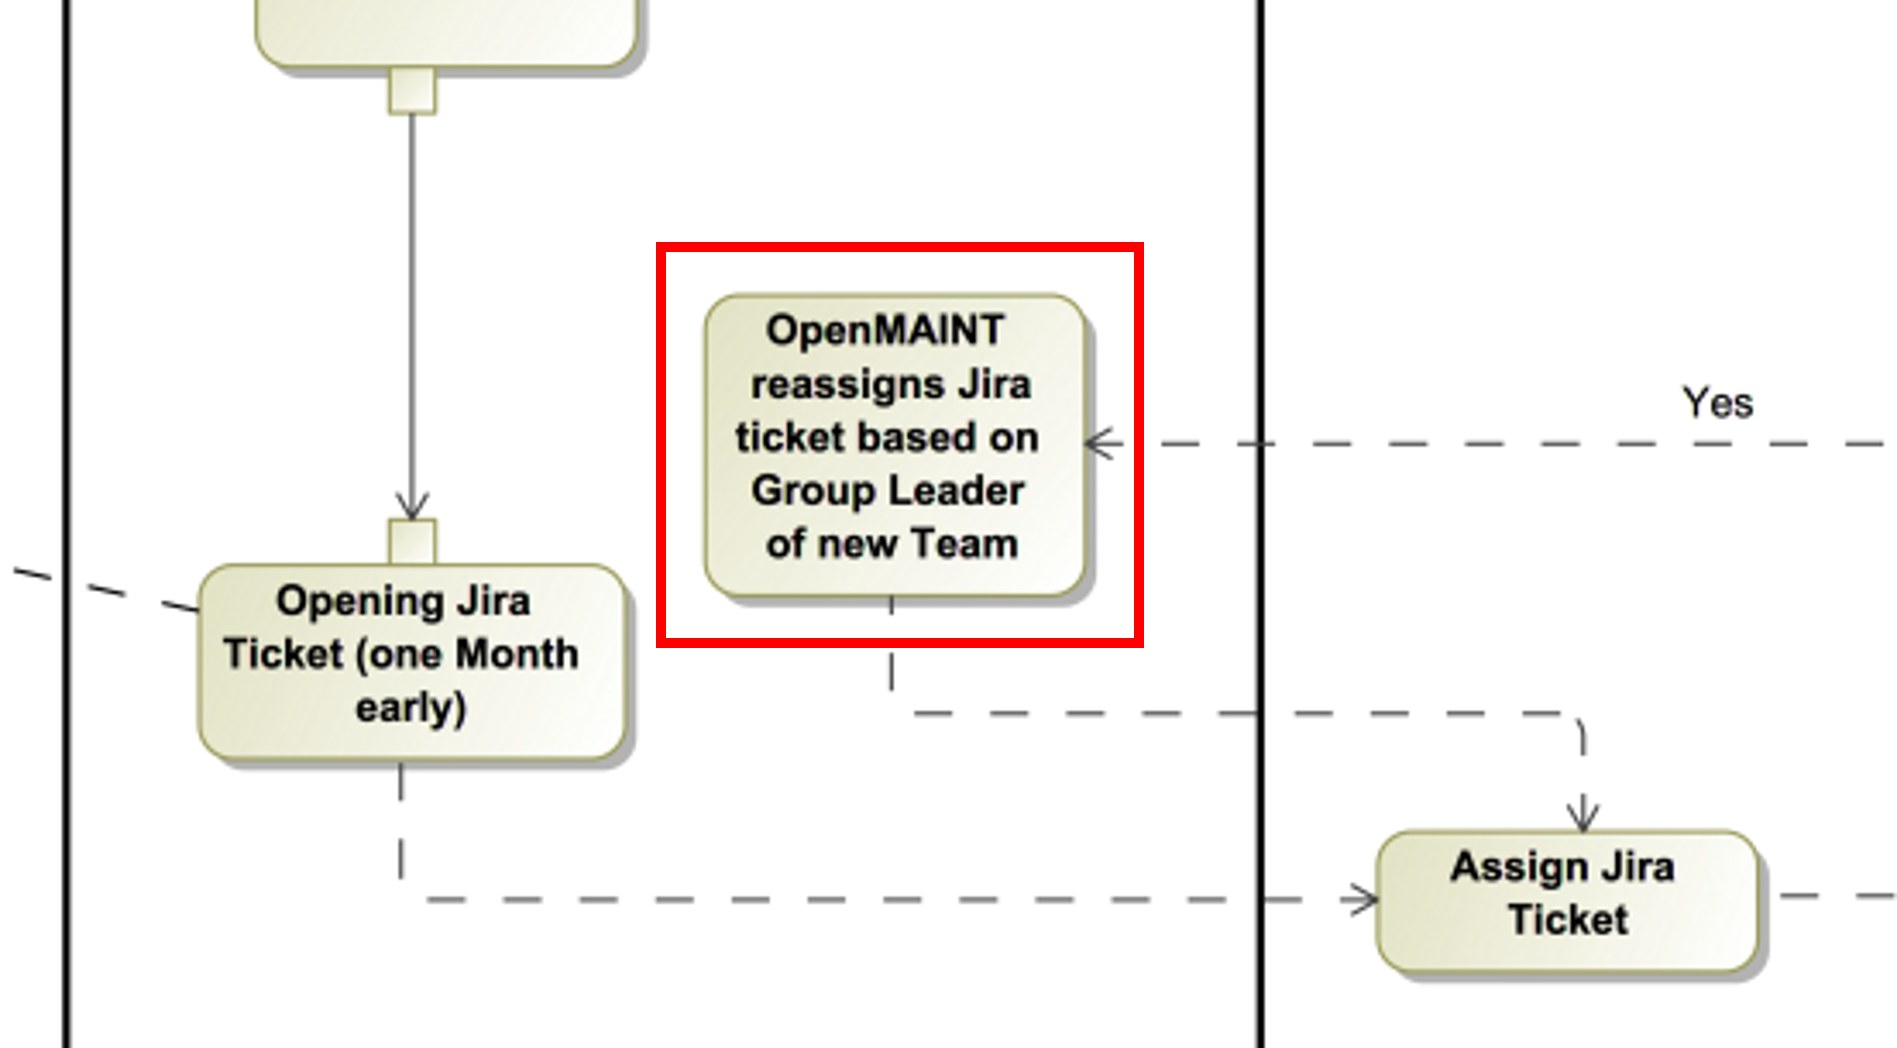 OpenMAINT
reassigns Jira
ticket based on
Group Leader
of new Team
Yes
Opening Jira
Ticket (one Month
early)
Assign Jira
Ticket